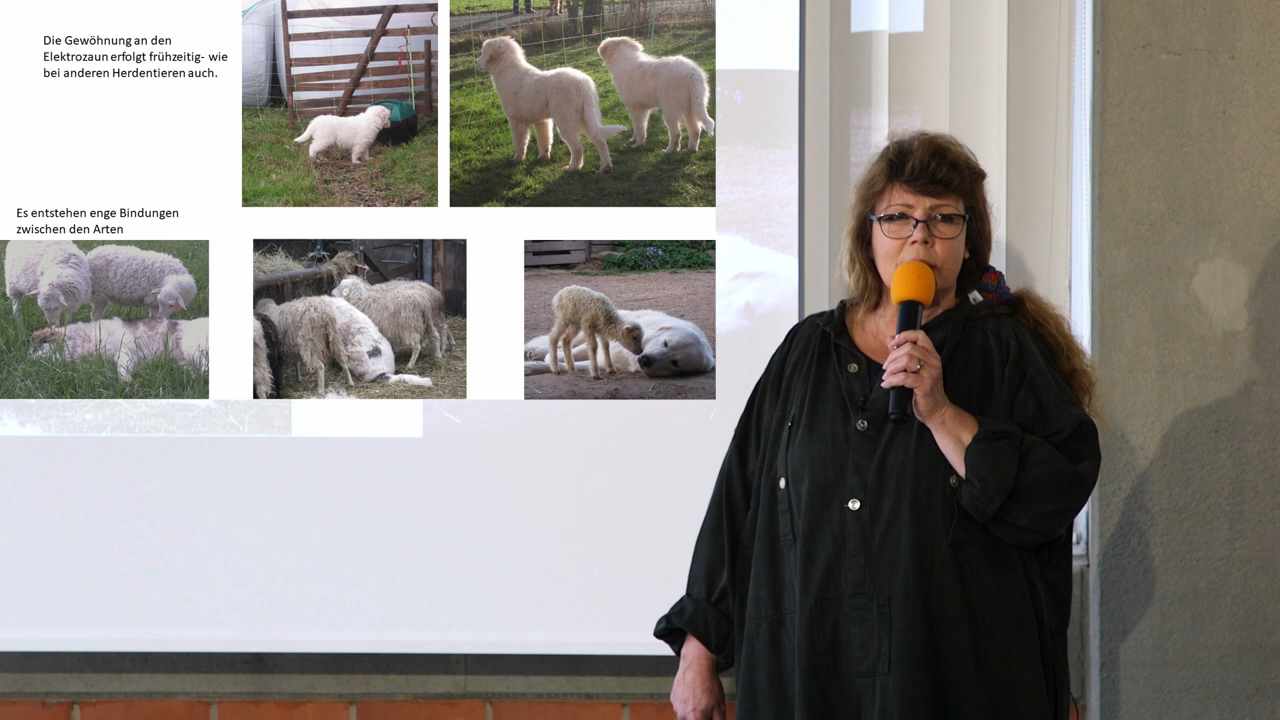 Die Gewöhnung an den
Elektrozaun erfolgt frühzeitig- wie
bei anderen Herdentieren auch.
Es entstehen enge Bindungen
zwischen den Arten